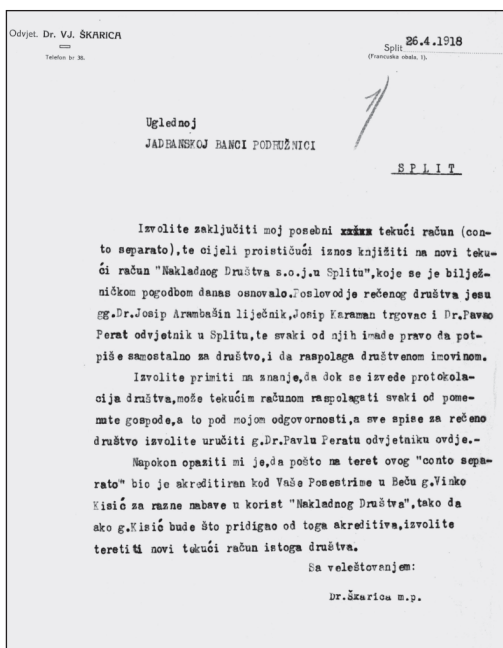 Odvjet. Dr. VJ. ŠKARICA
Telefon br 36.
Split 26.4.1918
(Francuska obala, 1).
Uglednoj
JADRANSKOJ BANCI PODRUŽNICI
SPLIT
Izvolite zaključiti moj posebni tekući račun (con-
to separato),te cijeli proističući iznos knjižiti na novi teku-
ći račun "Nakladnog Društva s.o.j.u Splitu",koje se je biljež-
ničkom pogodbom danas osnovalo.Poslovodje rečenog društva jesu
gg.Dr.Josip Arambašin liječnik,Josip Karaman trgovac i Dr.Pavao
Perat odvjetnik u Splitu,te svaki od njih imade pravo da pot-
piše samostalno za društvo,i da raspolaga društvenom imovinom.
Izvolite primiti na znanje,da dok se izvede protokola-
cija društva,može tekućim računom raspolagati svaki od pome-
nute gospode,a to pod mojom odgovornosti,a sve spise za rečeno
društvo izvolite uručiti g.Dr.Pavlu Peratu odvjetniku ovdje.-
Napokon opaziti mi je,da pošto na teret ovog "conto sepa-
rato" bio je akreditiran kod Vaše Posestrime u Beču g.Vinko
Kisić za razne nabave u korist "Nakladnog Društva",tako da
ako g.Kisić bude što pridigao od toga akreditiva,izvolite
teretiti novi tekući račun istoga društva.
Sa veleštovanjem:
Dr.Škarica m.p.